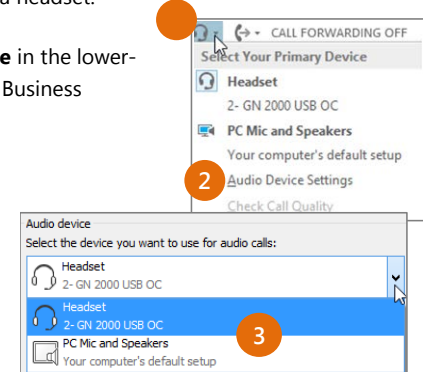 a headset.
e in the lower-
Business
CALL FORWARDING OFF
Select Your Primary Device
Headset
2- GN 2000 USB OC
PC Mic and Speakers
Your computer's default setup
2
Audio Device Settings
Check Call Quality
Audio device
Select the device you want to use for audio calls:
Headset
2- GN 2000 USB OC
Headset
2- GN 2000 USB OC
3
PC Mic and Speakers
Your computer's default setup